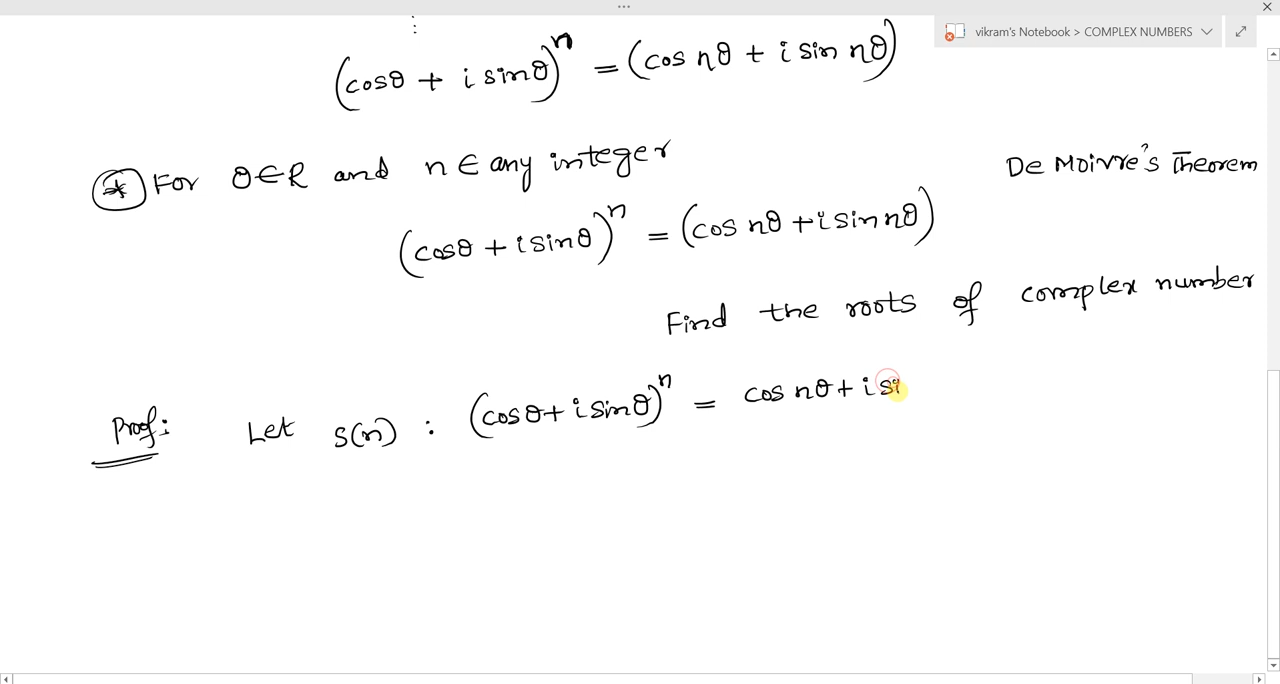 vikram's Notebook > COMPLEX NUMBERS
(cosθ + i sinθ)ⁿ = (cos nθ + i sin nθ)
* For θ∈R and n ∈ any integer
De Moivre's Theorem
(cosθ + i sinθ)ⁿ = (cos nθ + i sin nθ)
Find the roots of complex number
Proof: Let S(n) : (cosθ + i sinθ)ⁿ = cos nθ + i si